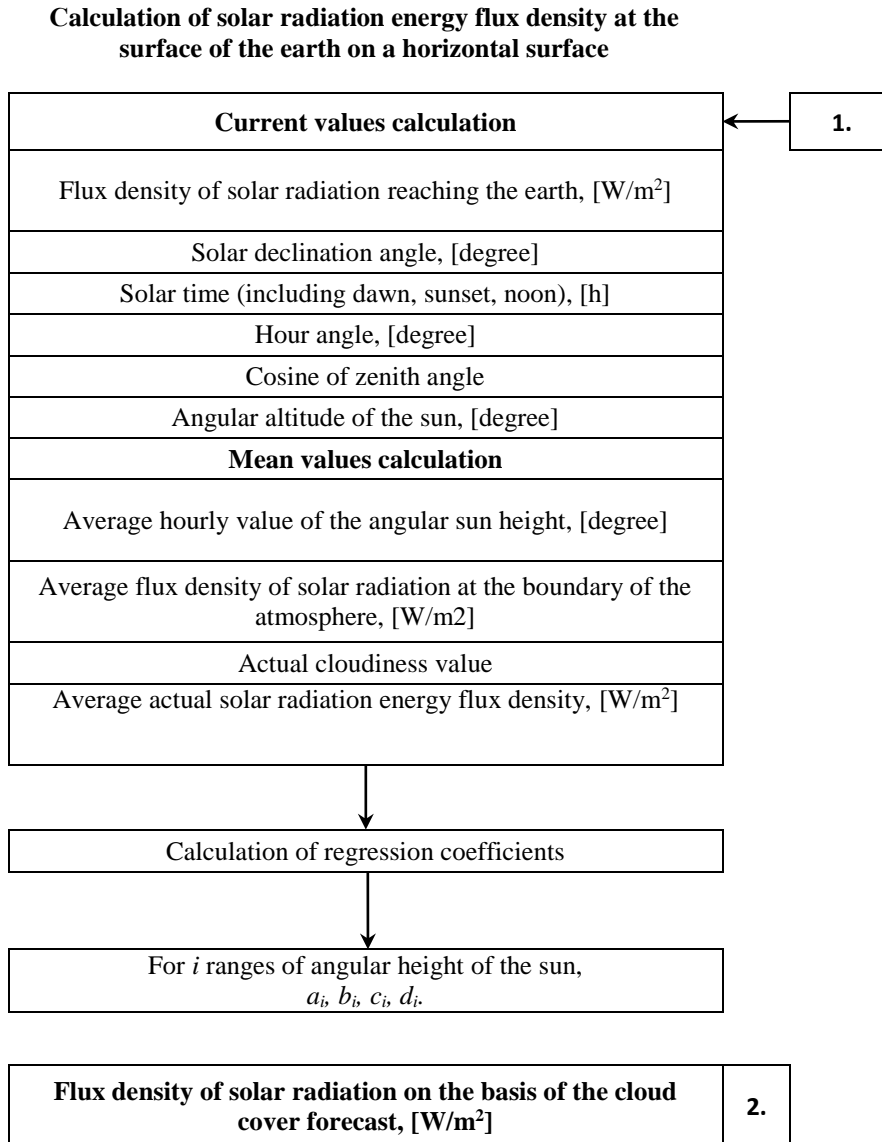 Calculation of solar radiation energy flux density at the
surface of the earth on a horizontal surface
Current values calculation
1.
Flux density of solar radiation reaching the earth, [W/m²]
Solar declination angle, [degree]
Solar time (including dawn, sunset, noon), [h]
Hour angle, [degree]
Cosine of zenith angle
Angular altitude of the sun, [degree]
Mean values calculation
Average hourly value of the angular sun height, [degree]
Average flux density of solar radiation at the boundary of the
atmosphere, [W/m2]
Actual cloudiness value
Average actual solar radiation energy flux density, [W/m²]
Calculation of regression coefficients
For i ranges of angular height of the sun,
aᵢ, bᵢ, cᵢ, dᵢ.
Flux density of solar radiation on the basis of the cloud
cover forecast, [W/m²]
2.